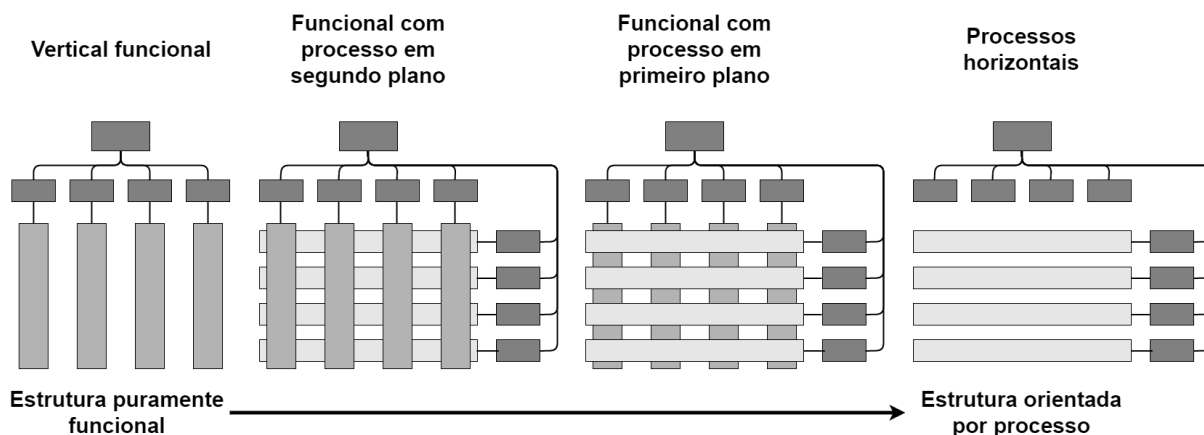 Vertical funcional
Funcional com
processo em
segundo plano
Funcional com
processo em
primeiro plano
Processos
horizontais
Estrutura puramente
funcional
Estrutura orientada
por processo